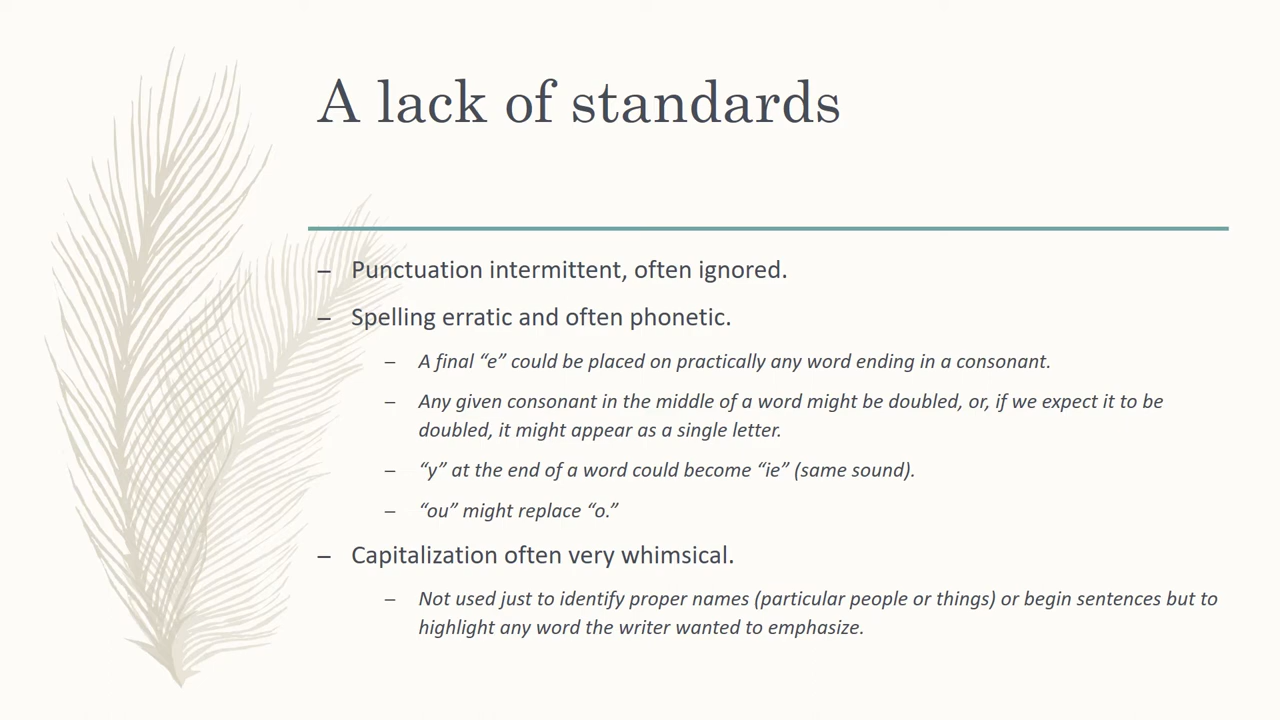 A lack of standards
– Punctuation intermittent, often ignored.
– Spelling erratic and often phonetic.
– A final “e” could be placed on practically any word ending in a consonant.
– Any given consonant in the middle of a word might be doubled, or, if we expect it to be
doubled, it might appear as a single letter.
– “y” at the end of a word could become “ie” (same sound).
– “ou” might replace “o.”
– Capitalization often very whimsical.
– Not used just to identify proper names (particular people or things) or begin sentences but to
highlight any word the writer wanted to emphasize.